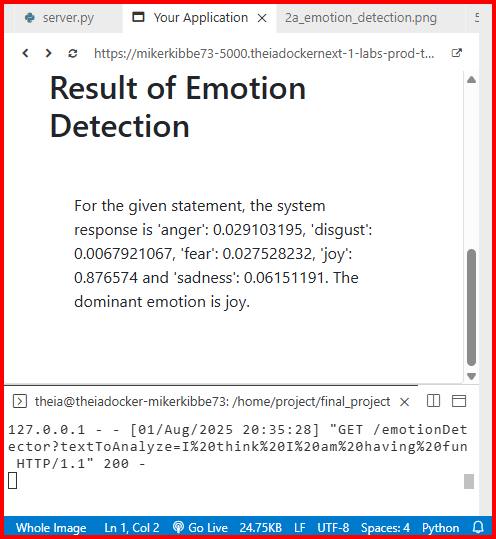 server.py
Your Application
2a_emotion_detection.png
https://mikerkibbe73-5000.theiadockernext-1-labs-prod-t...
Result of Emotion
Detection
For the given statement, the system
response is 'anger': 0.029103195, 'disgust':
0.0067921067, 'fear': 0.027528232, 'joy':
0.876574 and 'sadness': 0.06151191. The
dominant emotion is joy.
theia@theiadocker-mikerkibbe73: /home/project/final_project
127.0.0.1 - - [01/Aug/2025 20:35:28] "GET /emotionDet
ector?textToAnalyze=I%20think%20I%20am%20having%20fun
HTTP/1.1" 200 -
Whole Image Ln 1, Col 2 Go Live 24.75KB LF UTF-8 Spaces: 4 Python